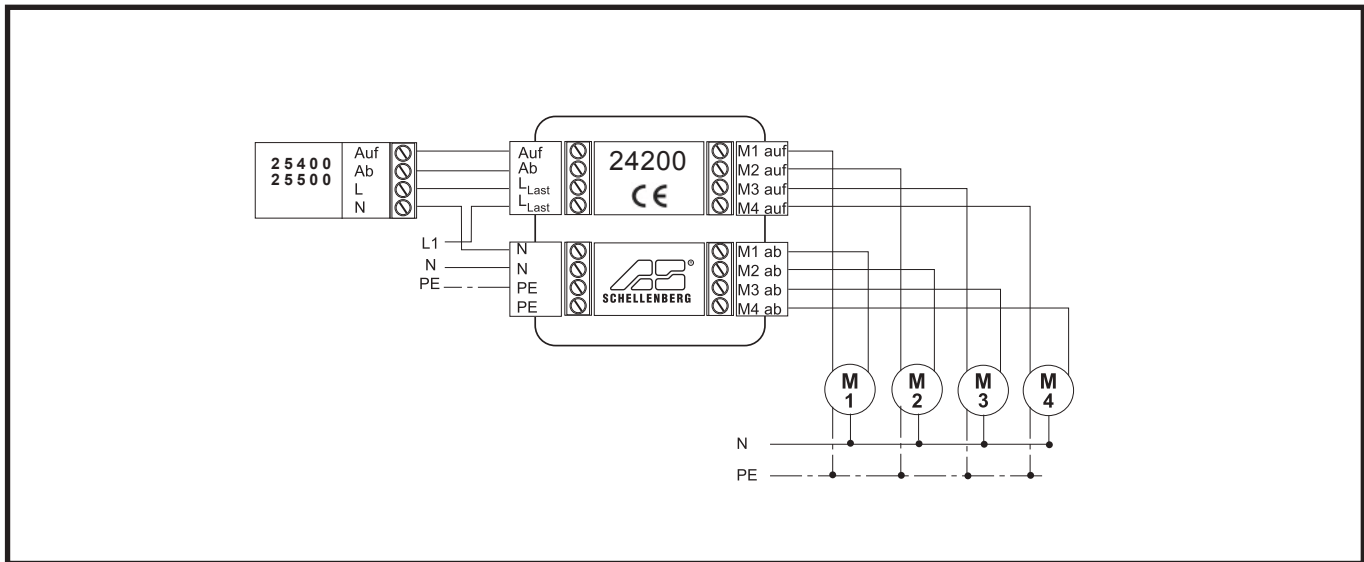 25400
25500
Auf
Ab
L
N
Auf
Ab
LLast
LLast
24200
CE
M1 auf
M2 auf
M3 auf
M4 auf
L1
N
PE
N
N
PE
PE
AS®
SCHELLENBERG
M1 ab
M2 ab
M3 ab
M4 ab
M
1
M
2
M
3
M
4
N
PE